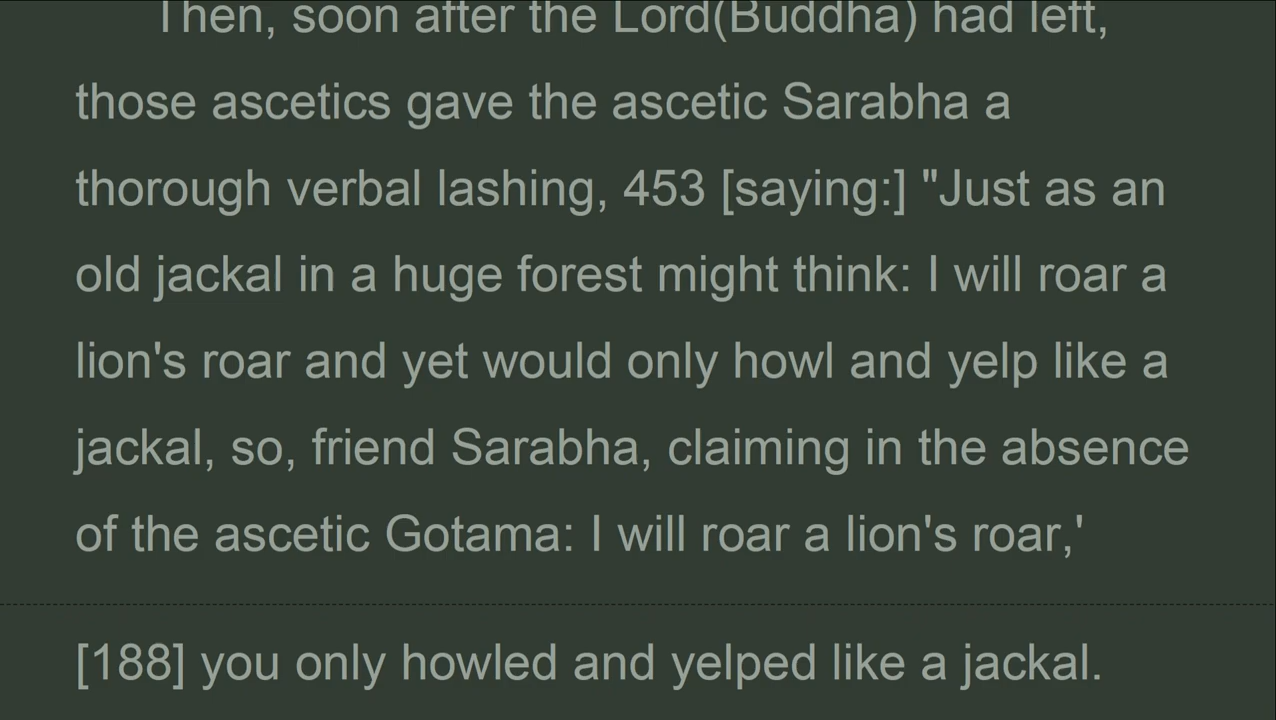 Then, soon after the Lord(Buddha) had left,
those ascetics gave the ascetic Sarabha a
thorough verbal lashing, 453 [saying:] "Just as an
old jackal in a huge forest might think: I will roar a
lion's roar and yet would only howl and yelp like a
jackal, so, friend Sarabha, claiming in the absence
of the ascetic Gotama: I will roar a lion's roar,'
[188] you only howled and yelped like a jackal.